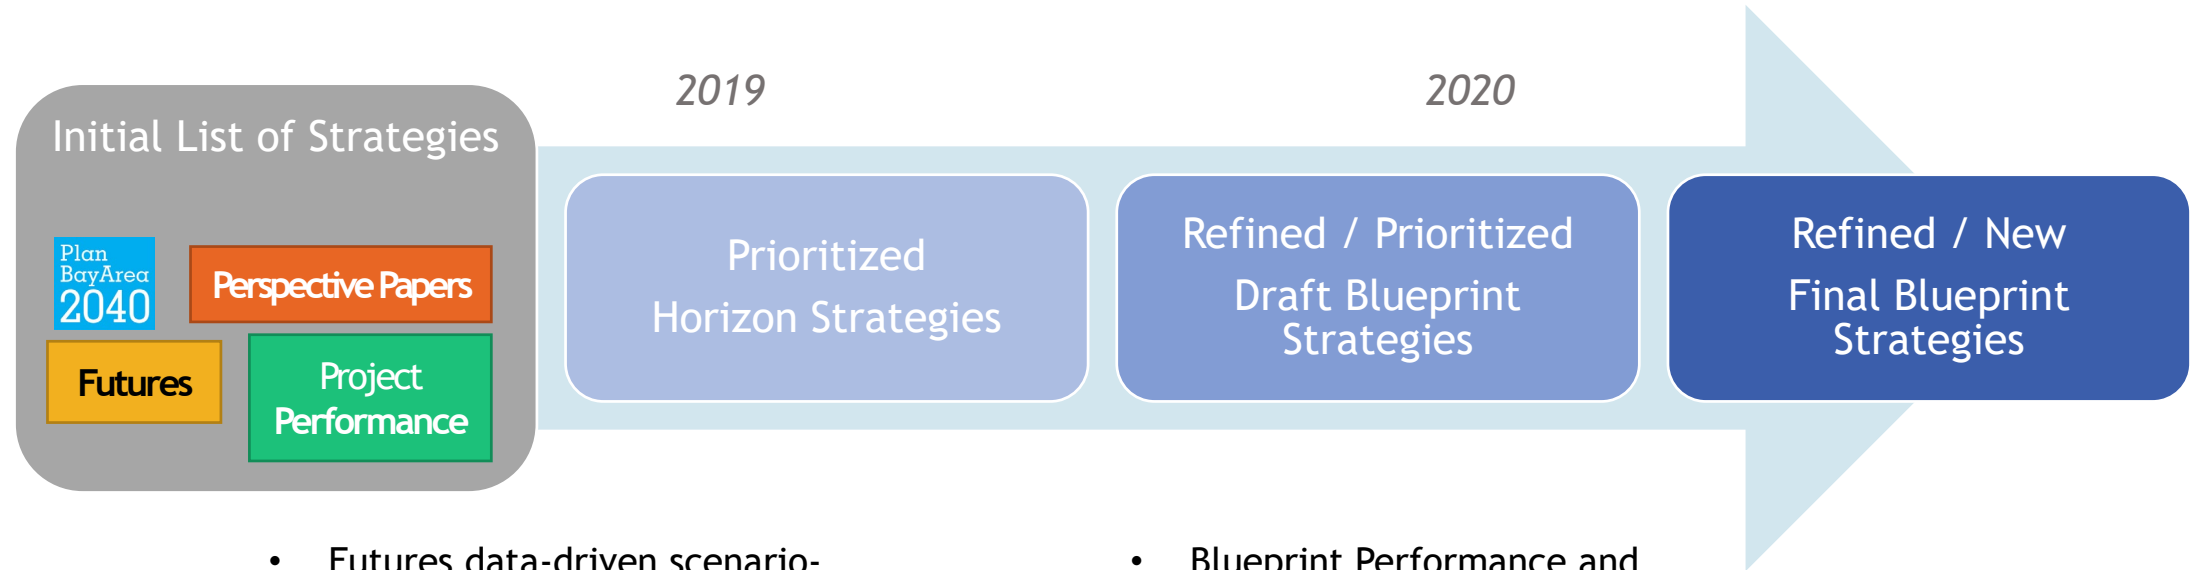 2019
2020
Initial List of Strategies
Plan
BayArea
2040
Perspective Papers
Futures
Project
Performance
Prioritized
Horizon Strategies
Refined / Prioritized
Draft Blueprint
Strategies
Refined / New
Final Blueprint
Strategies
• Futures data-driven scenario-
• Blueprint Performance and